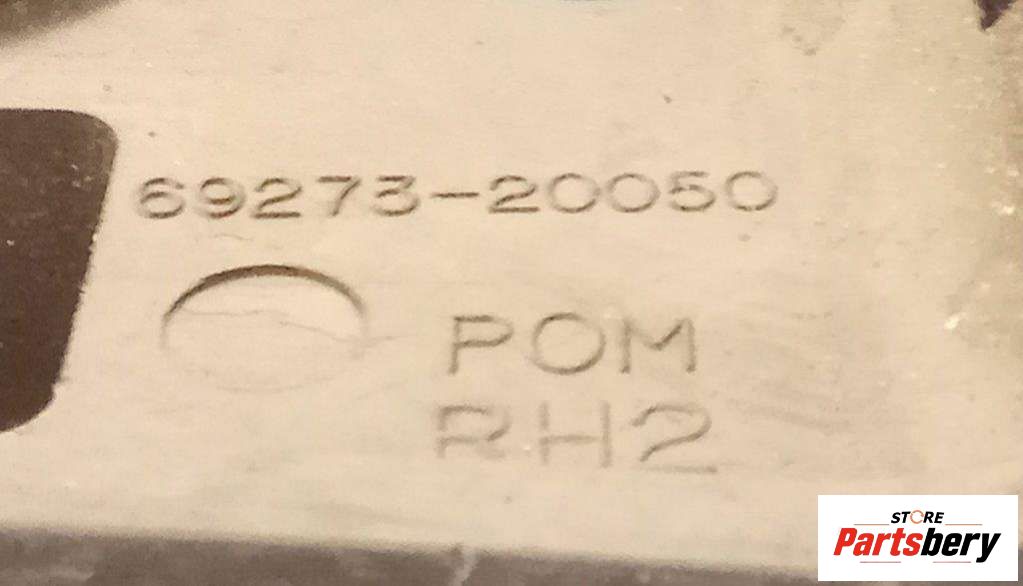 69273-20050
POM
RH2
STORE
Partsbery